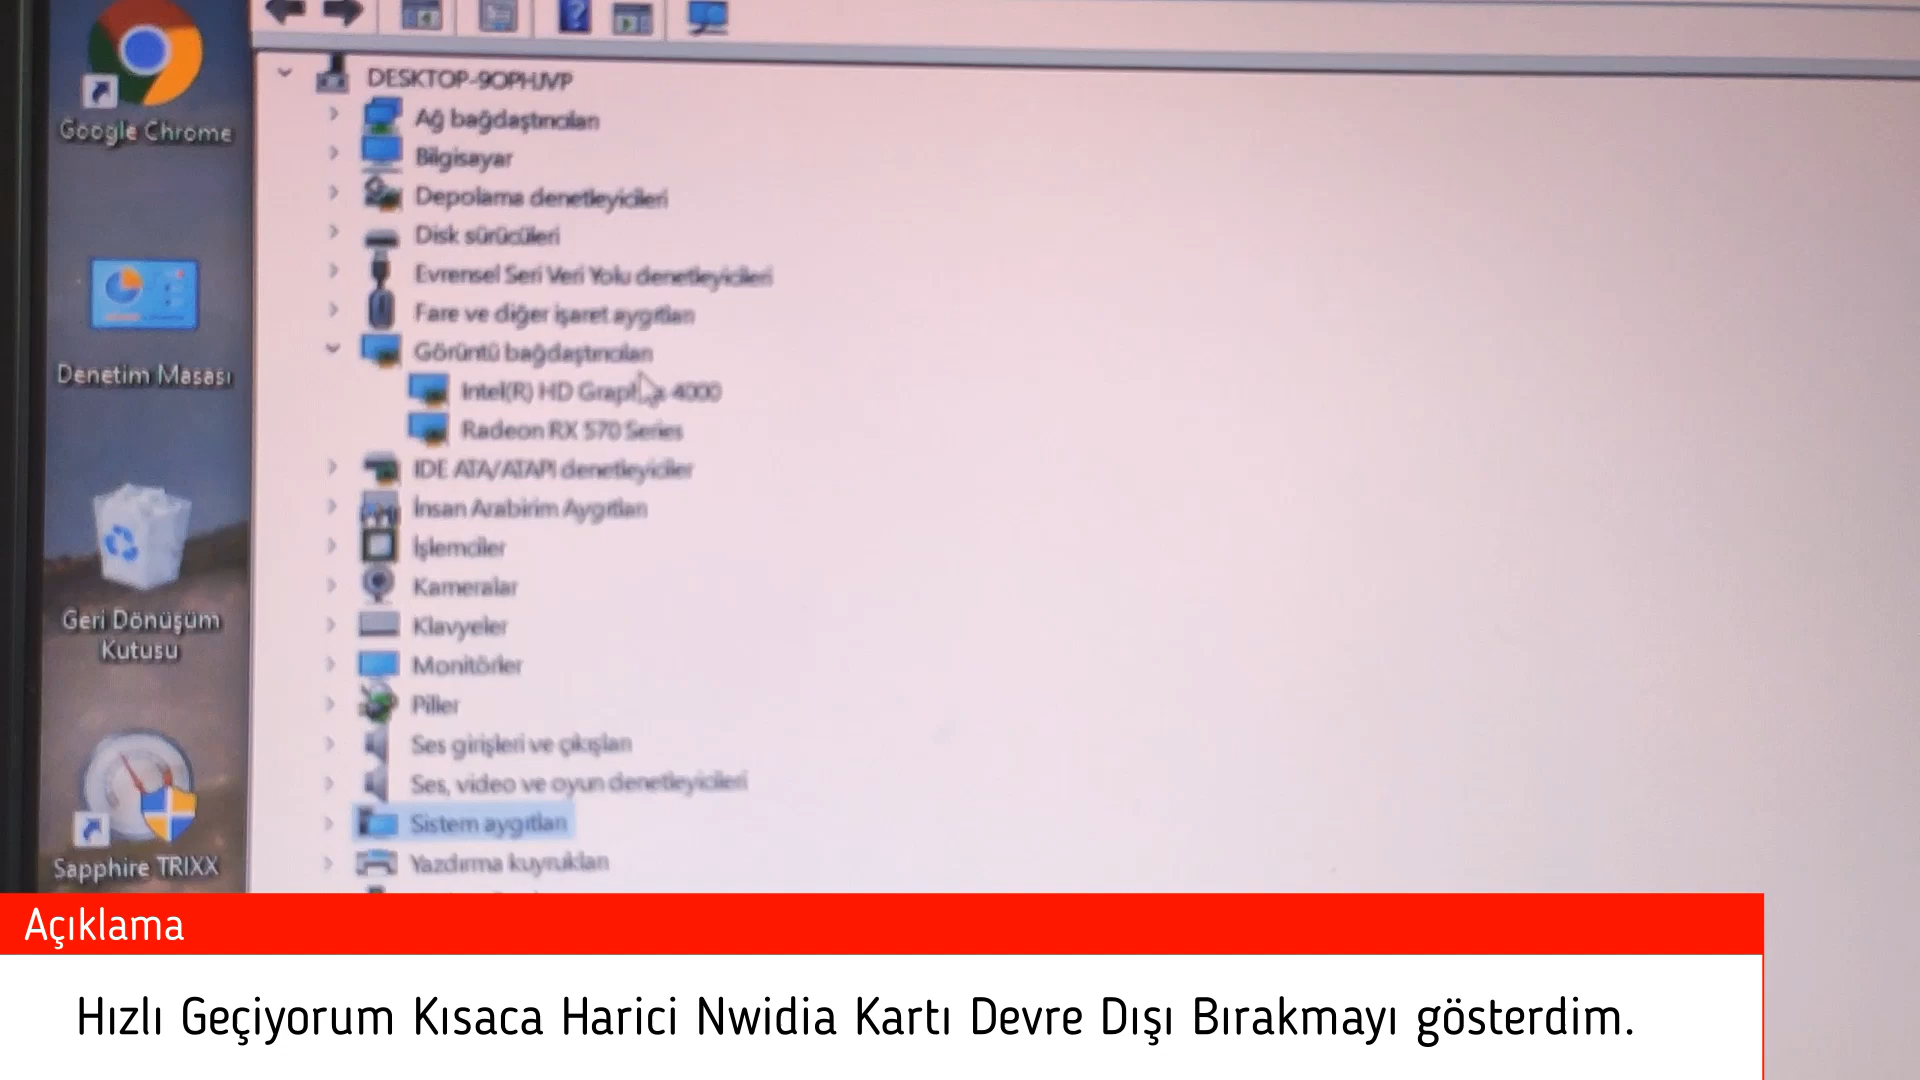 Google Chrome
Denetim Masası
Geri Dönüşüm
Kutusu
Sapphire TRIXX
DESKTOP-9OPHJVP
Ağ bağdaştırıcıları
Bilgisayar
Depolama denetleyicileri
Disk sürücüleri
Evrensel Seri Veri Yolu denetleyicileri
Fare ve diğer işaret aygıtları
Görüntü bağdaştırıcıları
Intel(R) HD Graphics 4000
Radeon RX 570 Series
IDE ATA/ATAPI denetleyiciler
İnsan Arabirim Aygıtları
İşlemciler
Kameralar
Klavyeler
Monitörler
Piller
Ses girişleri ve çıkışları
Ses, video ve oyun denetleyicileri
Sistem aygıtları
Yazdırma kuyrukları
Açıklama
Hızlı Geçiyorum Kısaca Harici Nwidia Kartı Devre Dışı Bırakmayı gösterdim.